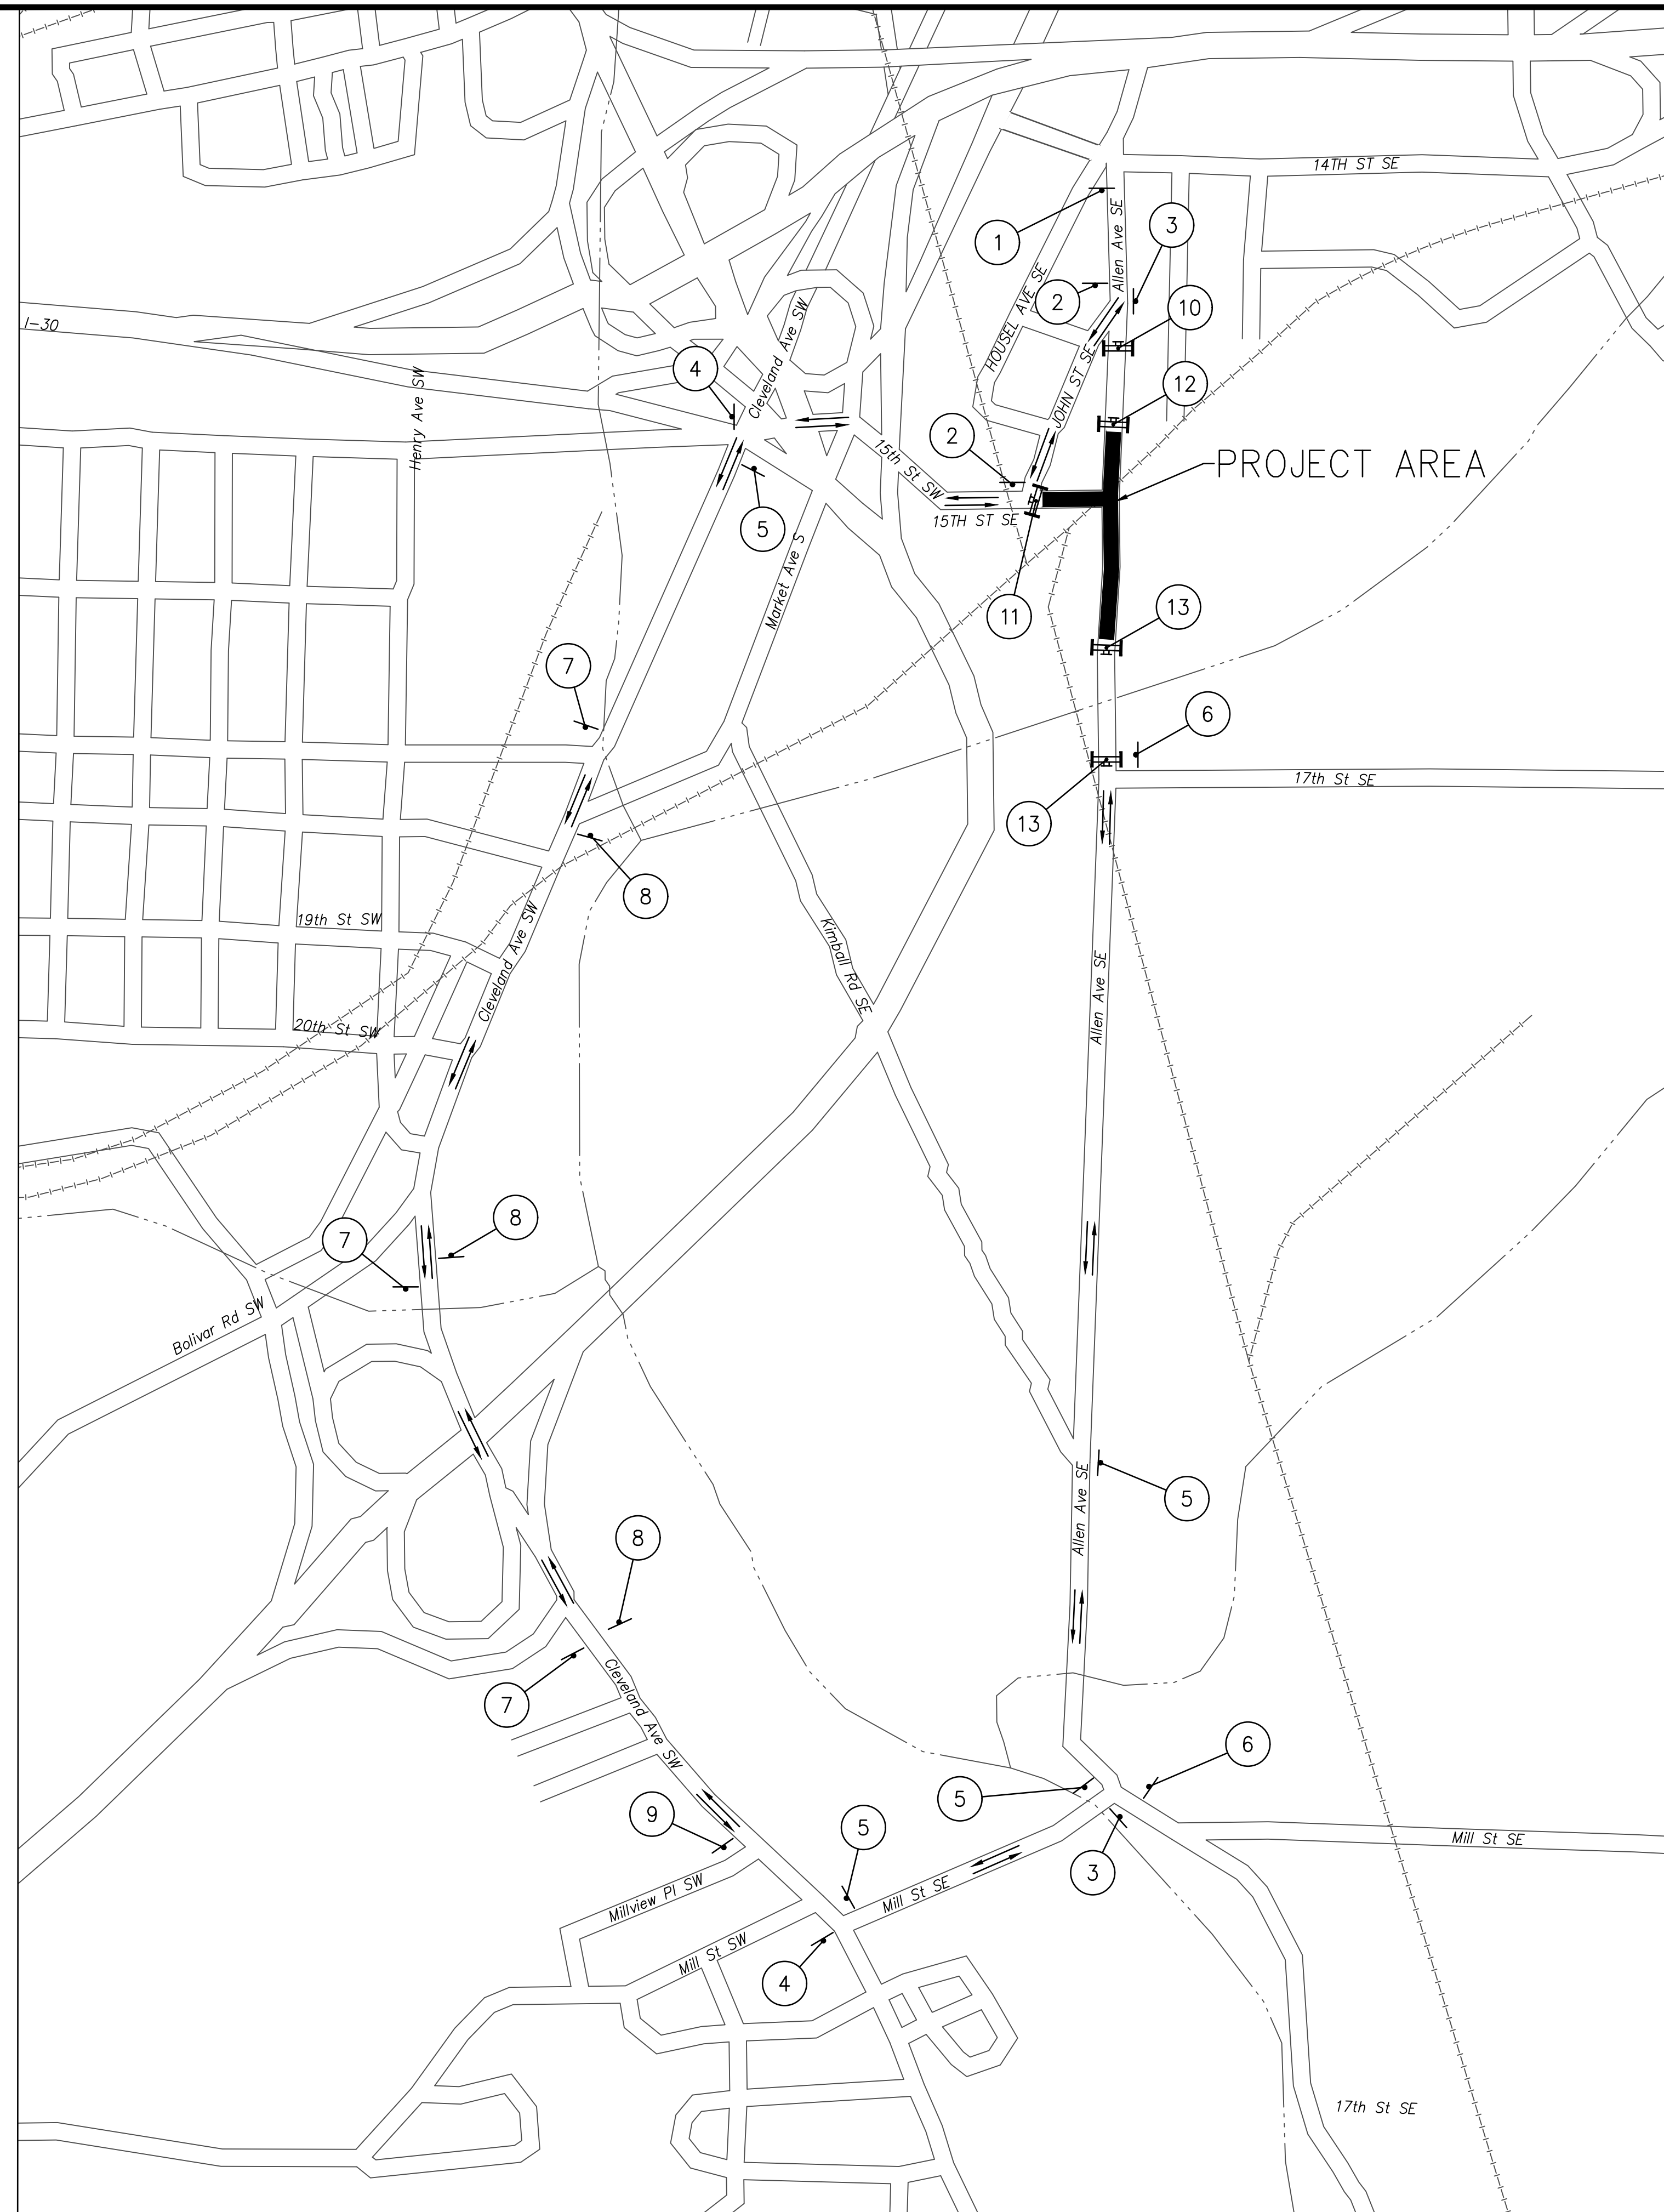 14TH ST SE
Allen Ave SE
1
3
HOUSEL AVE SE
2
10
I-30
Cleveland Ave SW
JOHN ST SE
4
12
Henry Ave SW
2
15th St SW
PROJECT AREA
5
15TH ST SE
Market Ave S
11
13
7
6
17th St SE
13
8
19th St SW
Cleveland Ave SW
Kimball Rd SE
Allen Ave SE
20th St SW
8
7
Bolivar Rd SW
Allen Ave SE
5
8
7
Cleveland Ave SW
6
5
9
5
3
Mill St SE
Millview Pl SW
Mill St SE
Mill St SW
4
17th St SE